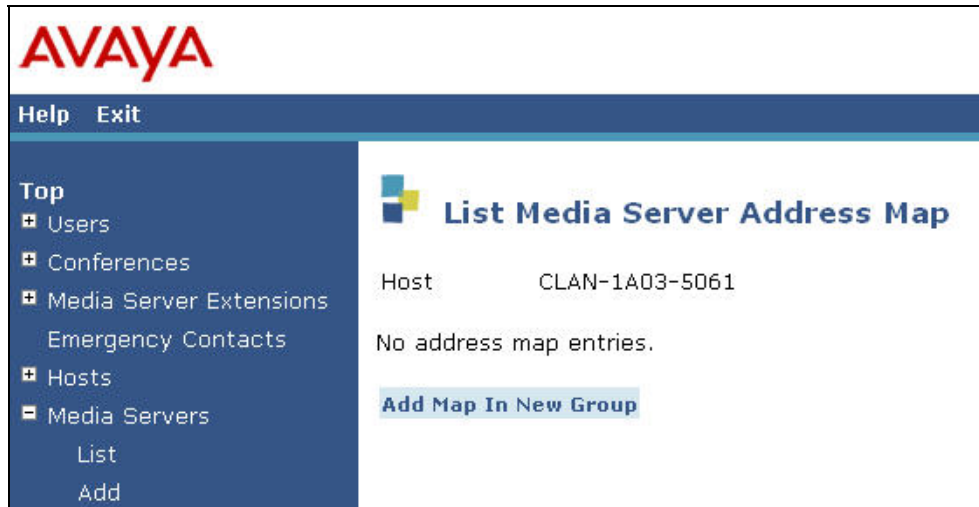 AVAYA
Help Exit
Top
Users
Conferences
Media Server Extensions
Emergency Contacts
Hosts
Media Servers
List
Add
List Media Server Address Map
Host CLAN-1A03-5061
No address map entries.
Add Map In New Group